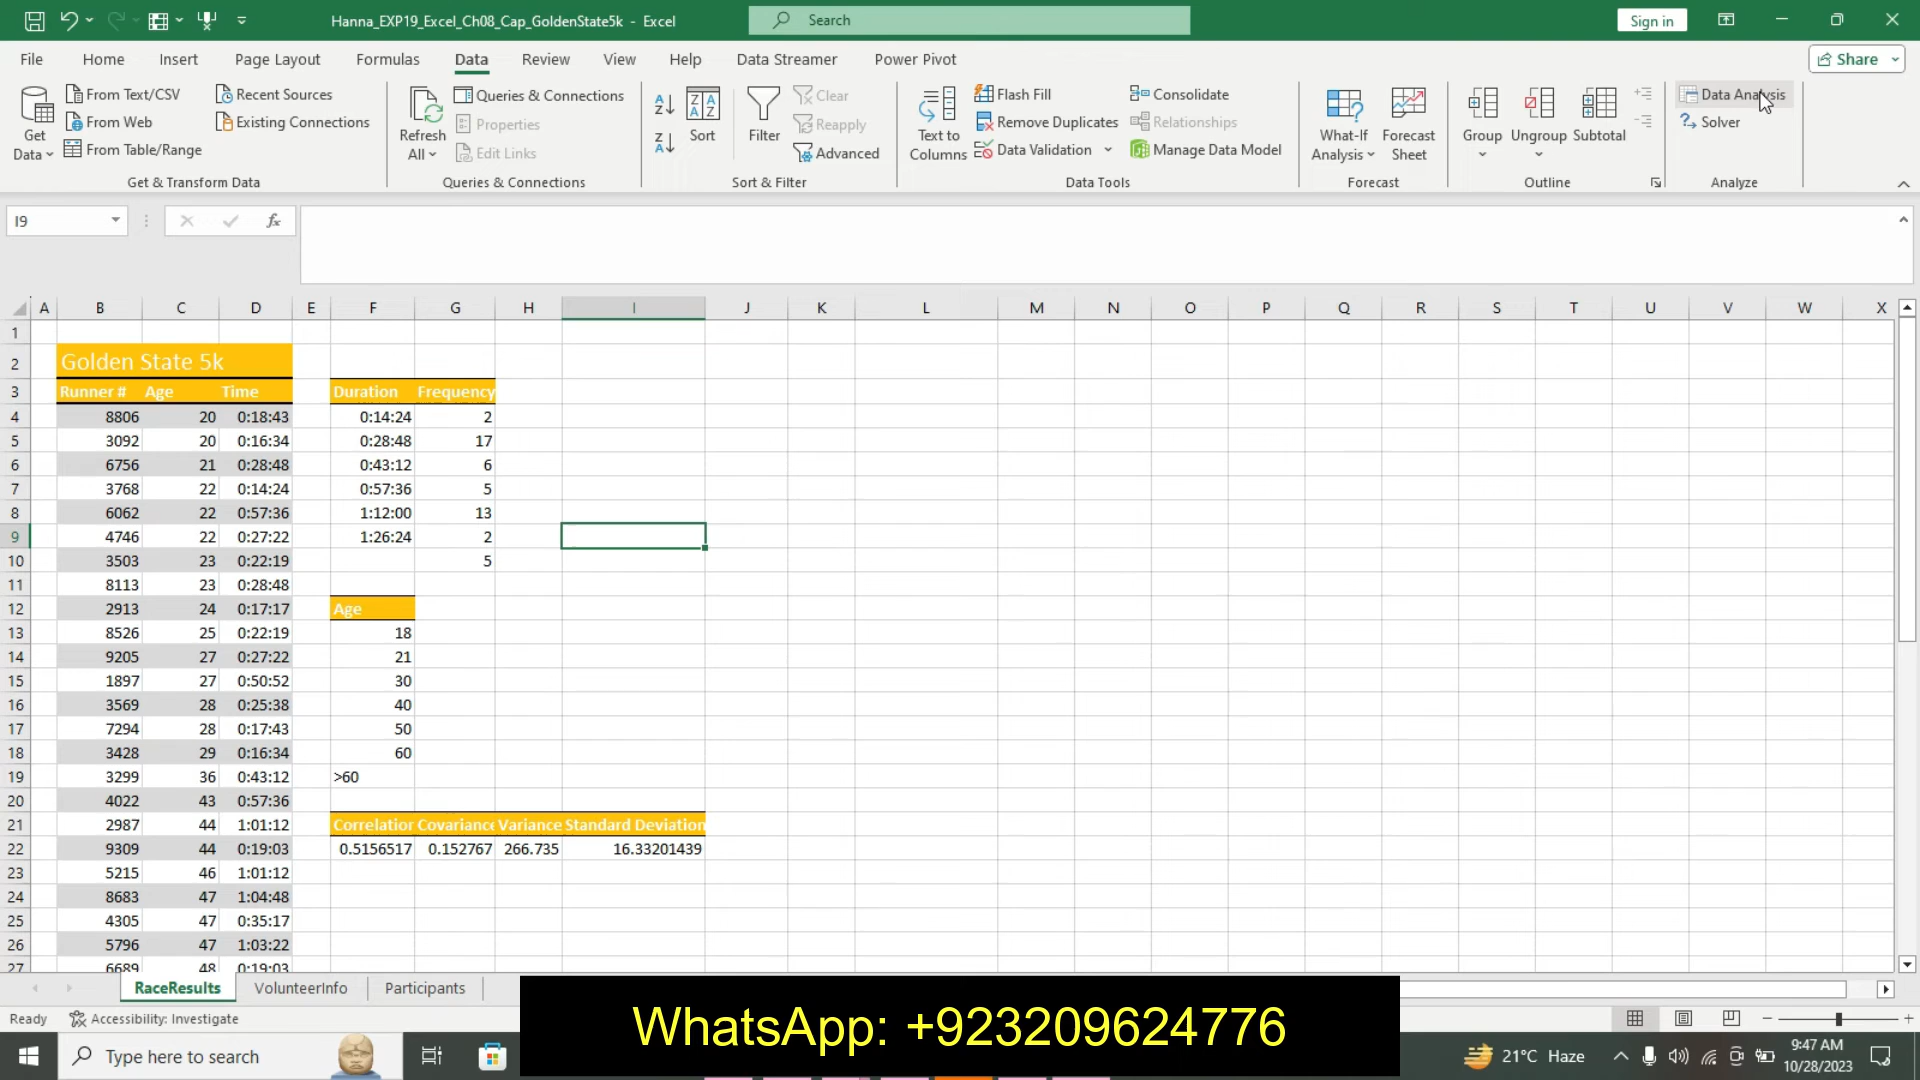 Hanna_EXP19_Excel_Ch08_Cap_GoldenState5k - Excel
Search
Sign in
File Home Insert Page Layout Formulas Data Review View Help Data Streamer Power Pivot
Share
Get Data
From Text/CSV
From Web
From Table/Range
Recent Sources
Existing Connections
Get & Transform Data
Refresh All
Queries & Connections
Properties
Edit Links
Queries & Connections
Sort
Filter
Clear
Reapply
Advanced
Sort & Filter
Text to Columns
Flash Fill
Remove Duplicates
Data Validation
Consolidate
Relationships
Manage Data Model
Data Tools
What-If Analysis
Forecast Sheet
Forecast
Group
Ungroup
Subtotal
Outline
Data Analysis
Solver
Analyze
I9
fx
A B C D E F G H I J K L M N O P Q R S T U V W X
1
2 Golden State 5k
3 Runner # Age Time Duration Frequency
4 8806 20 0:18:43 0:14:24 2
5 3092 20 0:16:34 0:28:48 17
6 6756 21 0:28:48 0:43:12 6
7 3768 22 0:14:24 0:57:36 5
8 6062 22 0:57:36 1:12:00 13
9 4746 22 0:27:22 1:26:24 2
10 3503 23 0:22:19 5
11 8113 23 0:28:48
12 2913 24 0:17:17 Age
13 8526 25 0:22:19 18
14 9205 27 0:27:22 21
15 1897 27 0:50:52 30
16 3569 28 0:25:38 40
17 7294 28 0:17:43 50
18 3428 29 0:16:34 60
19 3299 36 0:43:12 >60
20 4022 43 0:57:36
21 2987 44 1:01:12 Correlation Covariance Variance Standard Deviation
22 9309 44 0:19:03 0.5156517 0.152767 266.735 16.33201439
23 5215 46 1:01:12
24 8683 47 1:04:48
25 4305 47 0:35:17
26 5796 47 1:03:22
27 6689 48 0:19:03
RaceResults VolunteerInfo Participants
WhatsApp: +923209624776
Ready Accessibility: Investigate
Type here to search
21°C Haze
9:47 AM
10/28/2023